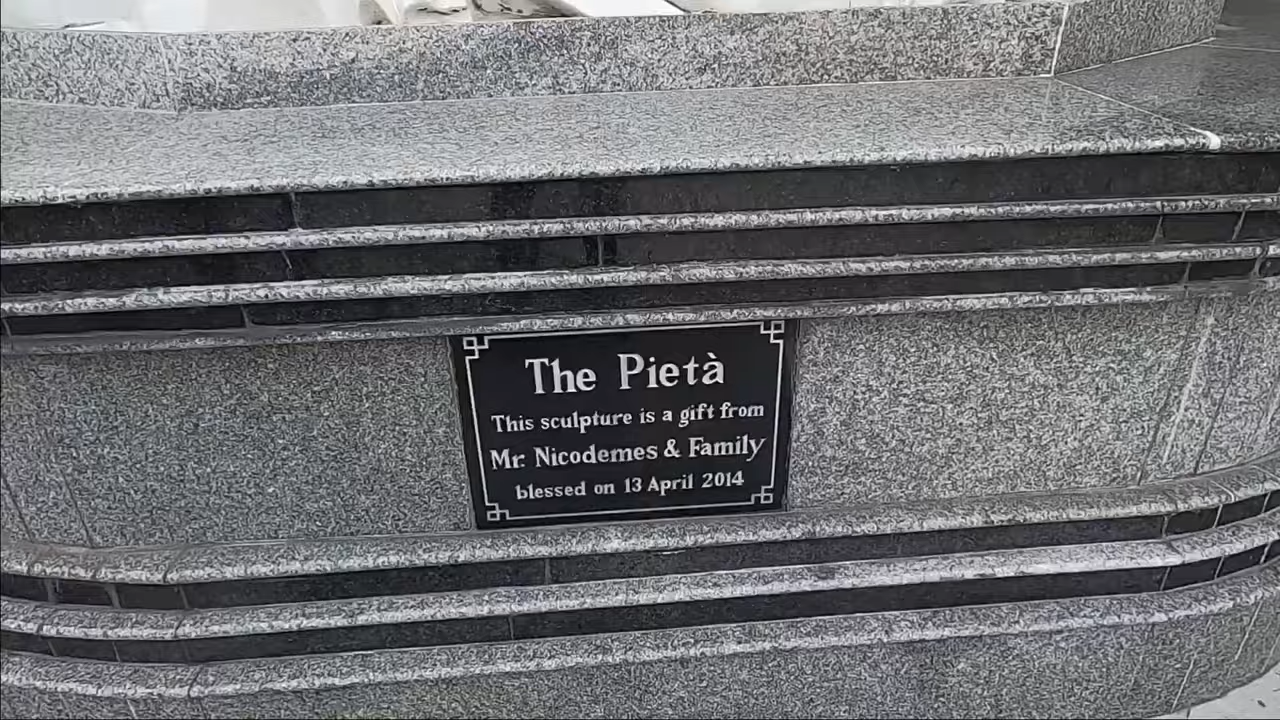 The Pietà
This sculpture is a gift from
Mr. Nicodemes & Family
blessed on 13 April 2014